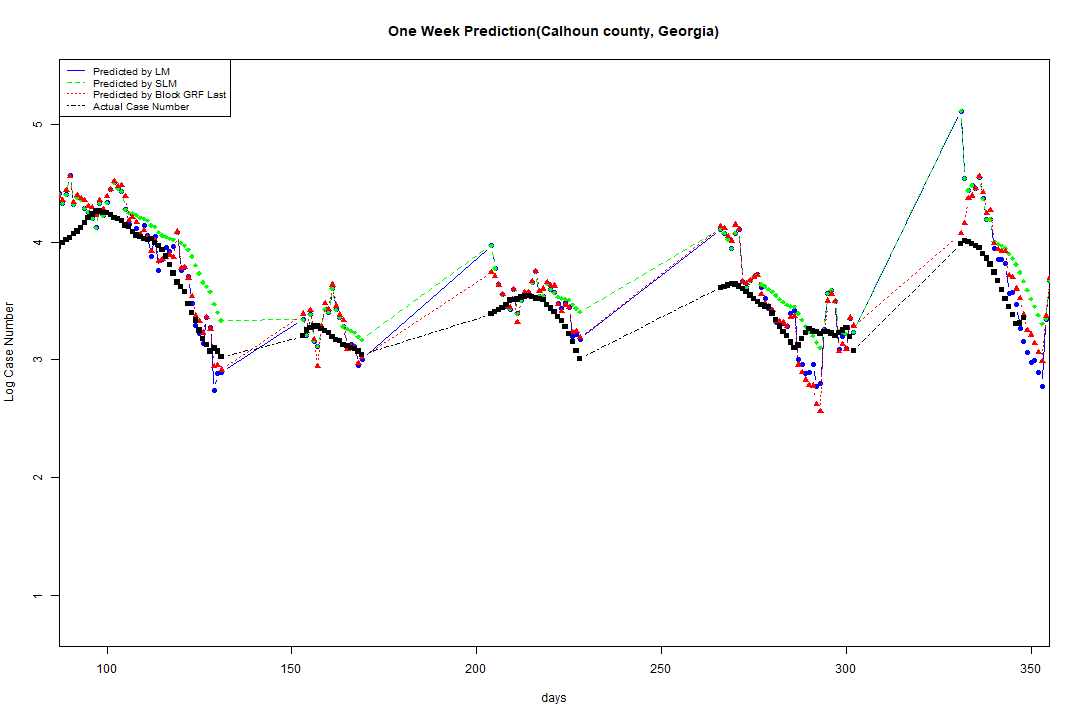 One Week Prediction(Calhoun county, Georgia)
Predicted by LM
Predicted by SLM
Predicted by Block GRF Last
Actual Case Number
Log Case Number
5
4
3
2
1
100 150 200 250 300 350
days